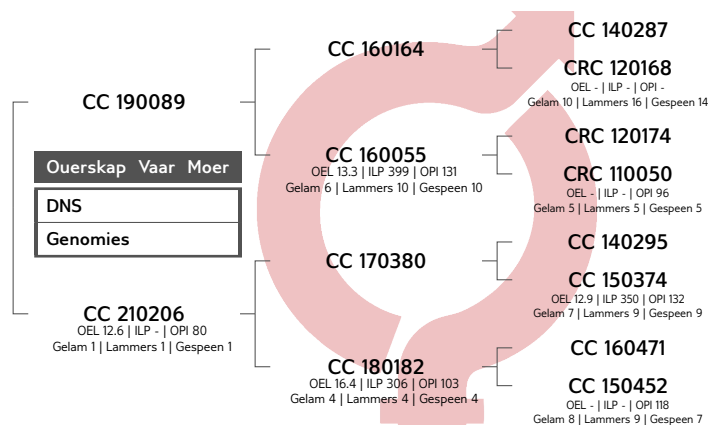 CC 190089
Ouerskap Vaar Moer
DNS
Genomies
CC 210206
OEL 12.6 | ILP - | OPI 80
Gelam 1 | Lammers 1 | Gespeen 1
CC 160164
CC 160055
OEL 13.3 | ILP 399 | OPI 131
Gelam 6 | Lammers 10 | Gespeen 10
CC 170380
CC 180182
OEL 16.4 | ILP 306 | OPI 103
Gelam 4 | Lammers 4 | Gespeen 4
CC 140287
CRC 120168
OEL - | ILP - | OPI -
Gelam 10 | Lammers 16 | Gespeen 14
CRC 120174
CRC 110050
OEL - | ILP - | OPI 96
Gelam 5 | Lammers 5 | Gespeen 5
CC 140295
CC 150374
OEL 12.9 | ILP 350 | OPI 132
Gelam 7 | Lammers 9 | Gespeen 9
CC 160471
CC 150452
OEL - | ILP - | OPI 118
Gelam 8 | Lammers 9 | Gespeen 7